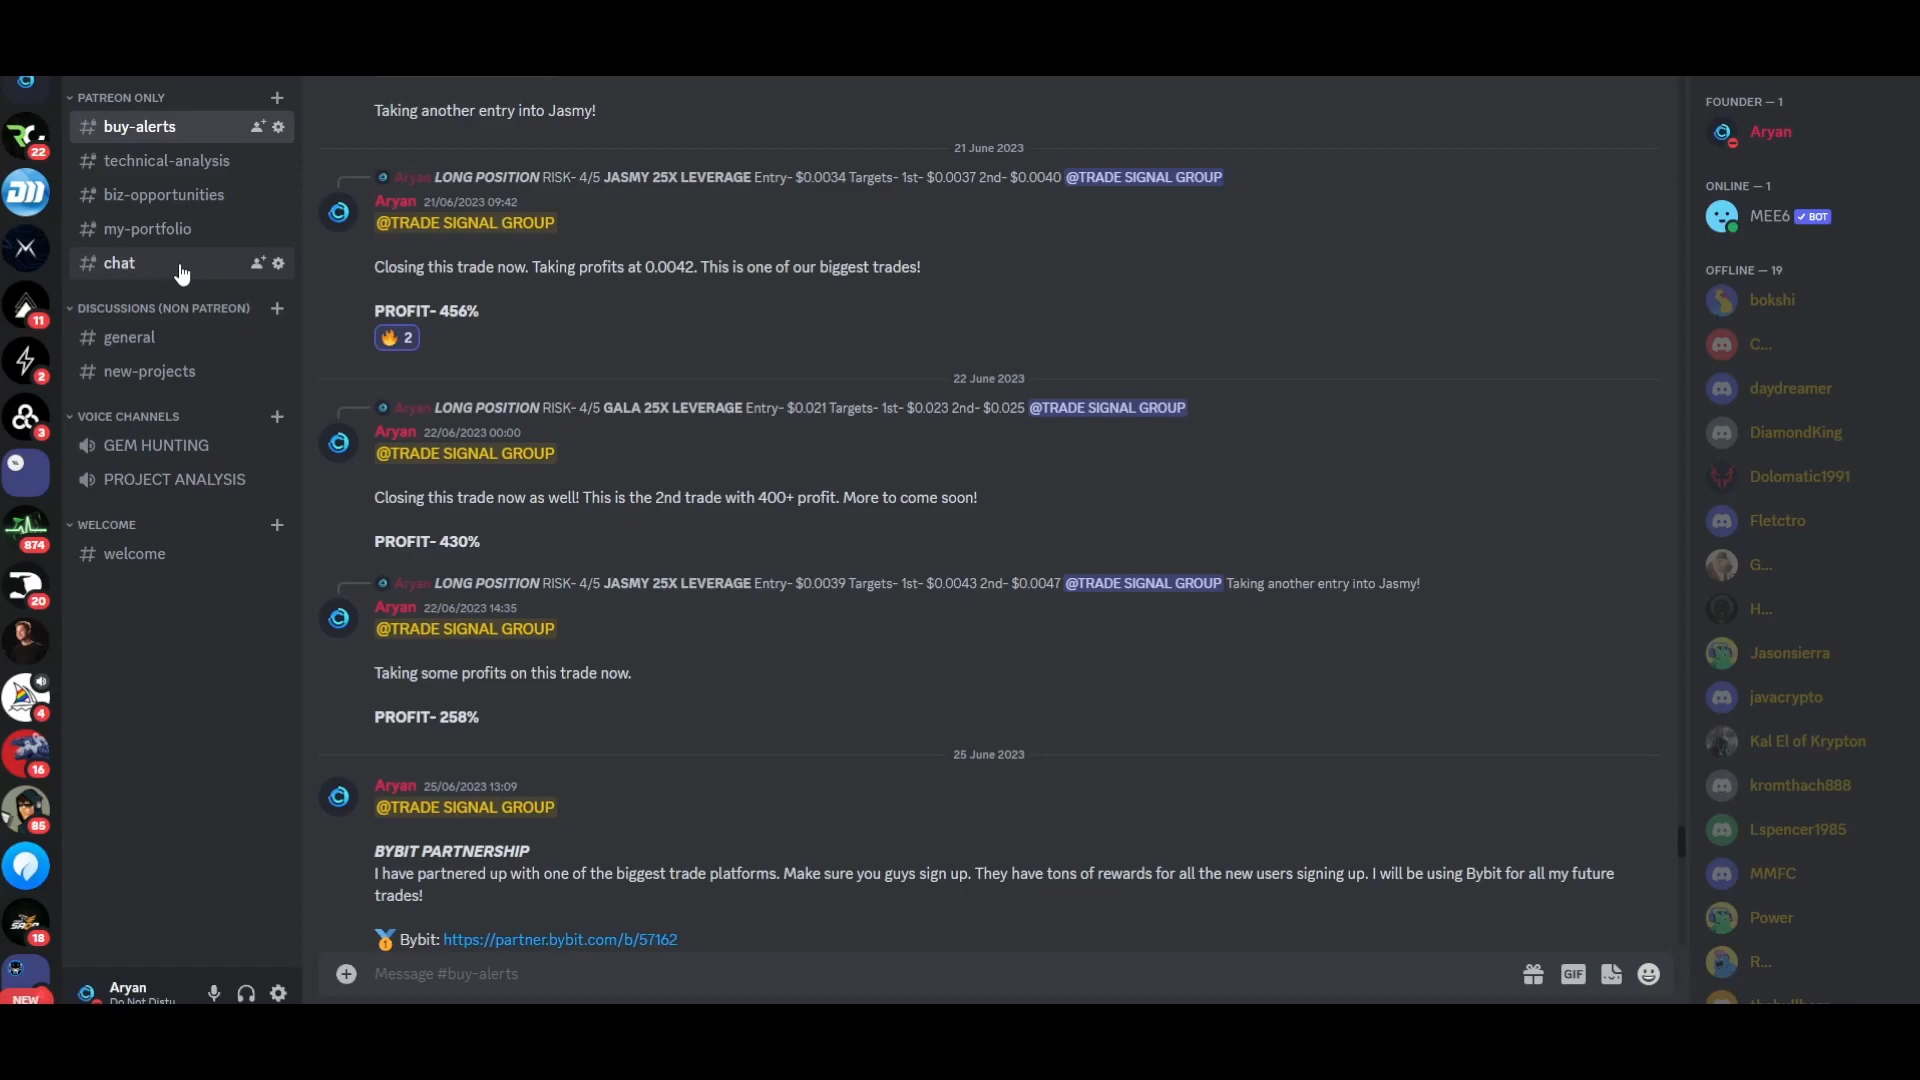 PATREON ONLY
buy-alerts
technical-analysis
biz-opportunities
my-portfolio
chat
DISCUSSIONS (NON PATREON)
general
new-projects
VOICE CHANNELS
GEM HUNTING
PROJECT ANALYSIS
WELCOME
welcome
22
11
2
3
874
20
4
16
85
18
NEW
Aryan
Do Not Distu
Taking another entry into Jasmy!
21 June 2023
Aryan LONG POSITION RISK- 4/5 JASMY 25X LEVERAGE Entry- $0.0034 Targets- 1st- $0.0037 2nd- $0.0040 @TRADE SIGNAL GROUP
Aryan 21/06/2023 09:42
@TRADE SIGNAL GROUP
Closing this trade now. Taking profits at 0.0042. This is one of our biggest trades!
PROFIT- 456%
2
22 June 2023
Aryan LONG POSITION RISK- 4/5 GALA 25X LEVERAGE Entry- $0.021 Targets- 1st- $0.023 2nd- $0.025 @TRADE SIGNAL GROUP
Aryan 22/06/2023 00:00
@TRADE SIGNAL GROUP
Closing this trade now as well! This is the 2nd trade with 400+ profit. More to come soon!
PROFIT- 430%
Aryan LONG POSITION RISK- 4/5 JASMY 25X LEVERAGE Entry- $0.0039 Targets- 1st- $0.0043 2nd- $0.0047 @TRADE SIGNAL GROUP Taking another entry into Jasmy!
Aryan 22/06/2023 14:35
@TRADE SIGNAL GROUP
Taking some profits on this trade now.
PROFIT- 258%
25 June 2023
Aryan 25/06/2023 13:09
@TRADE SIGNAL GROUP
BYBIT PARTNERSHIP
I have partnered up with one of the biggest trade platforms. Make sure you guys sign up. They have tons of rewards for all the new users signing up. I will be using Bybit for all my future
trades!
Bybit: https://partner.bybit.com/b/57162
Message #buy-alerts
GIF
FOUNDER — 1
Aryan
ONLINE — 1
MEE6 BOT
OFFLINE — 19
bokshi
C...
daydreamer
DiamondKing
Dolomatic1991
Fletctro
G...
H...
Jasonsierra
javacrypto
Kal El of Krypton
kromthach888
Lspencer1985
MMFC
Power
R...